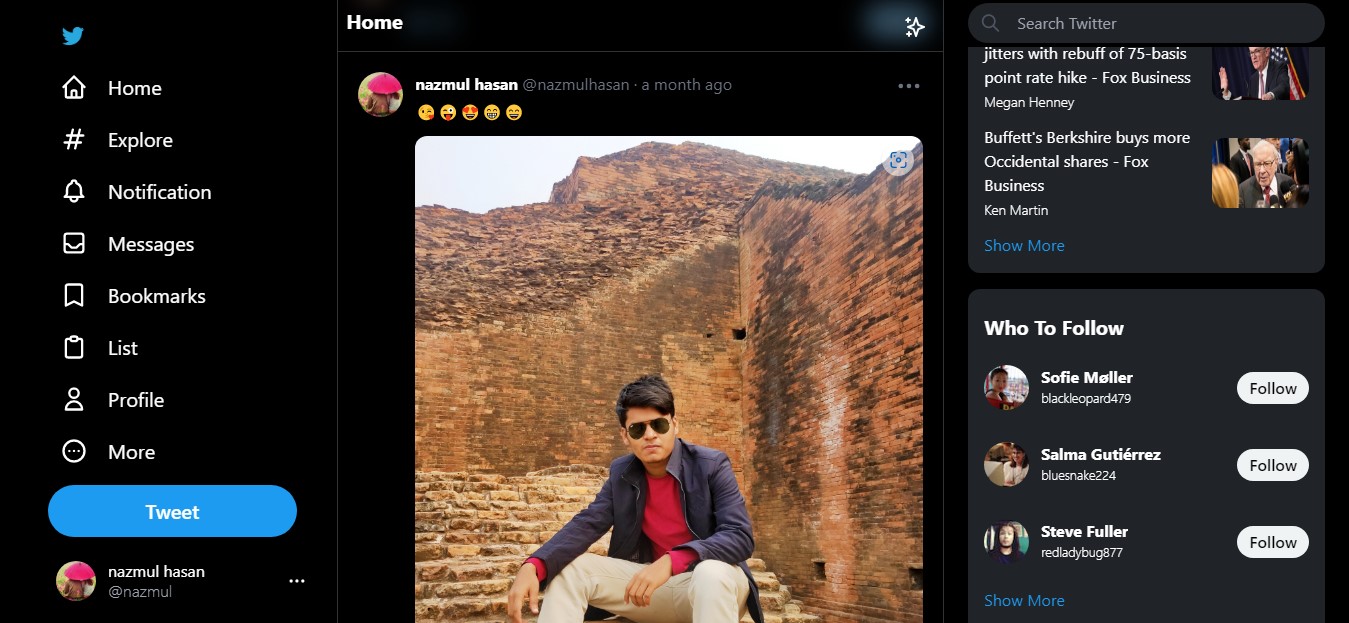 Home
Explore
Notification
Messages
Bookmarks
List
Profile
More
Tweet
nazmul hasan
@nazmul
Home
nazmul hasan @nazmulhasan · a month ago
😘😜🤩😁😄
Search Twitter
jitters with rebuff of 75-basis
point rate hike - Fox Business
Megan Henney
Buffett's Berkshire buys more
Occidental shares - Fox
Business
Ken Martin
Show More
Who To Follow
Sofie Møller
blackleopard479
Follow
Salma Gutiérrez
bluesnake224
Follow
Steve Fuller
redladybug877
Follow
Show More